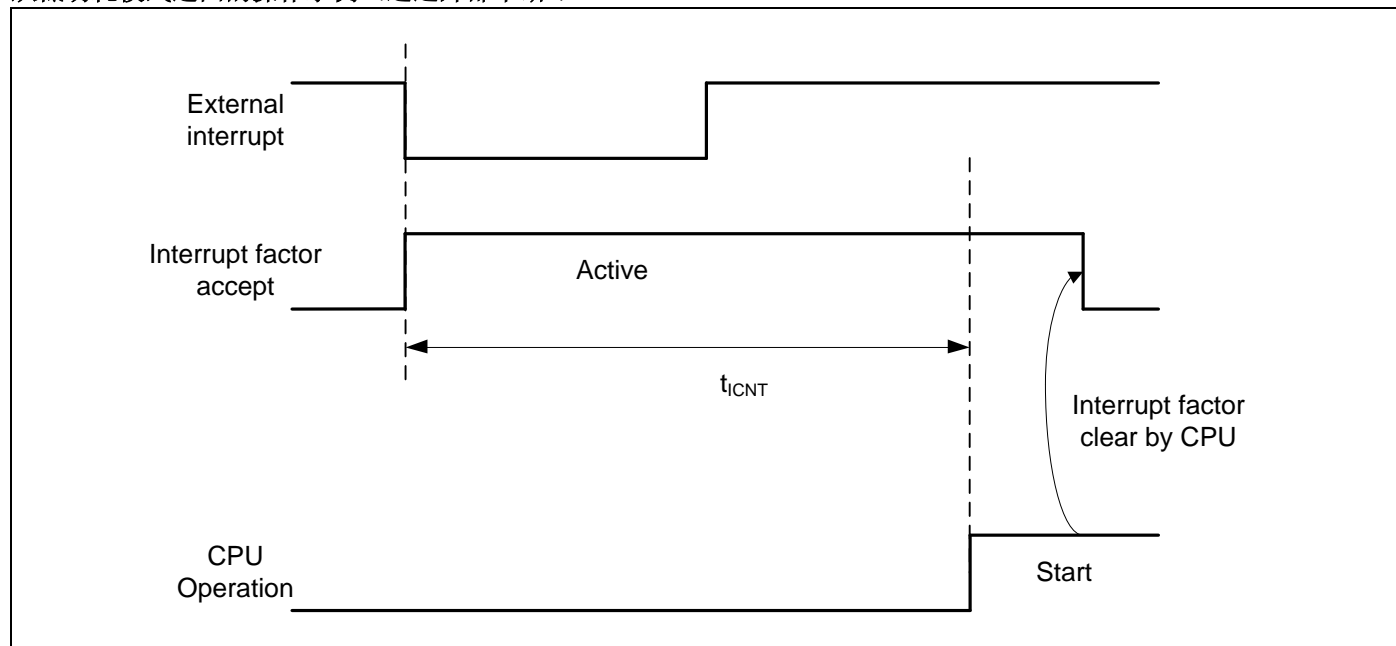 External
interrupt
Interrupt factor
accept
Active
tICNT
Interrupt factor
clear by CPU
CPU
Operation
Start